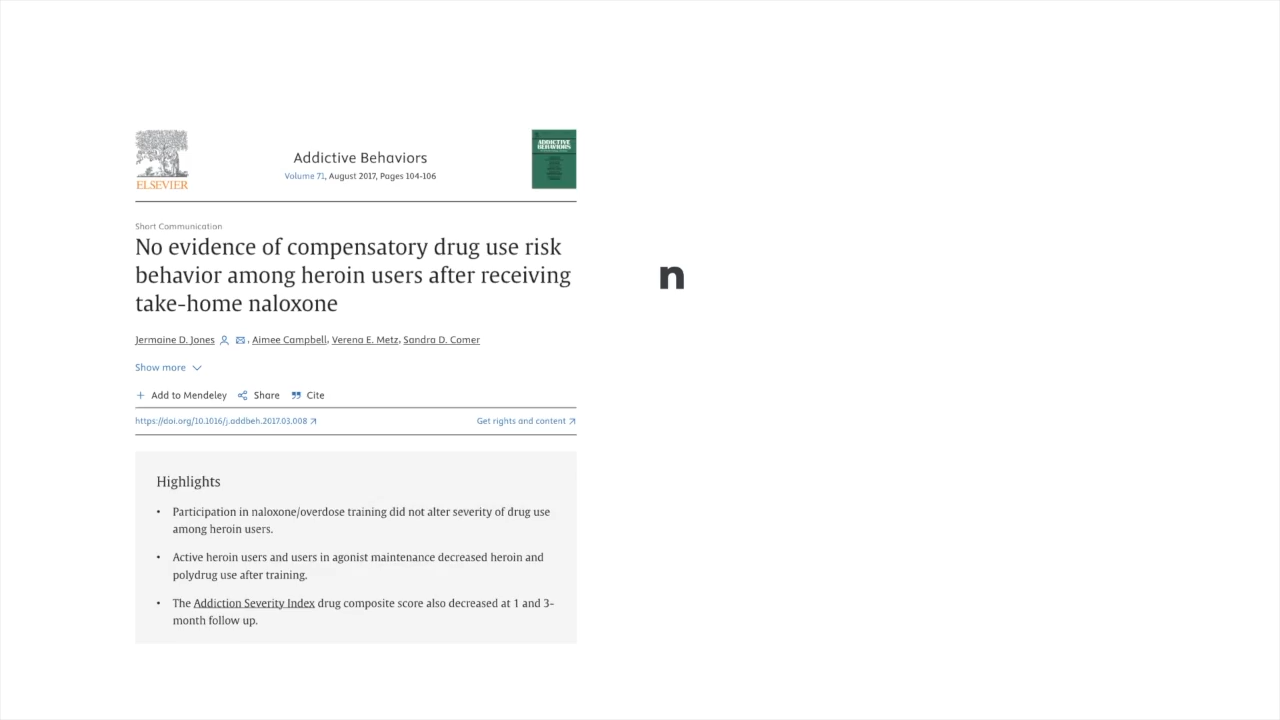 ELSEVIER
Addictive Behaviors
Volume 71, August 2017, Pages 104-106
ADDICTIVE
BEHAVIORS
Short Communication
No evidence of compensatory drug use risk
behavior among heroin users after receiving
take-home naloxone
Jermaine D. Jones, Aimee Campbell, Verena E. Metz, Sandra D. Comer
Show more
Add to Mendeley Share Cite
https://doi.org/10.1016/j.addbeh.2017.03.008
Get rights and content
Highlights
• Participation in naloxone/overdose training did not alter severity of drug use
among heroin users.
• Active heroin users and users in agonist maintenance decreased heroin and
polydrug use after training.
• The Addiction Severity Index drug composite score also decreased at 1 and 3-
month follow up.
n